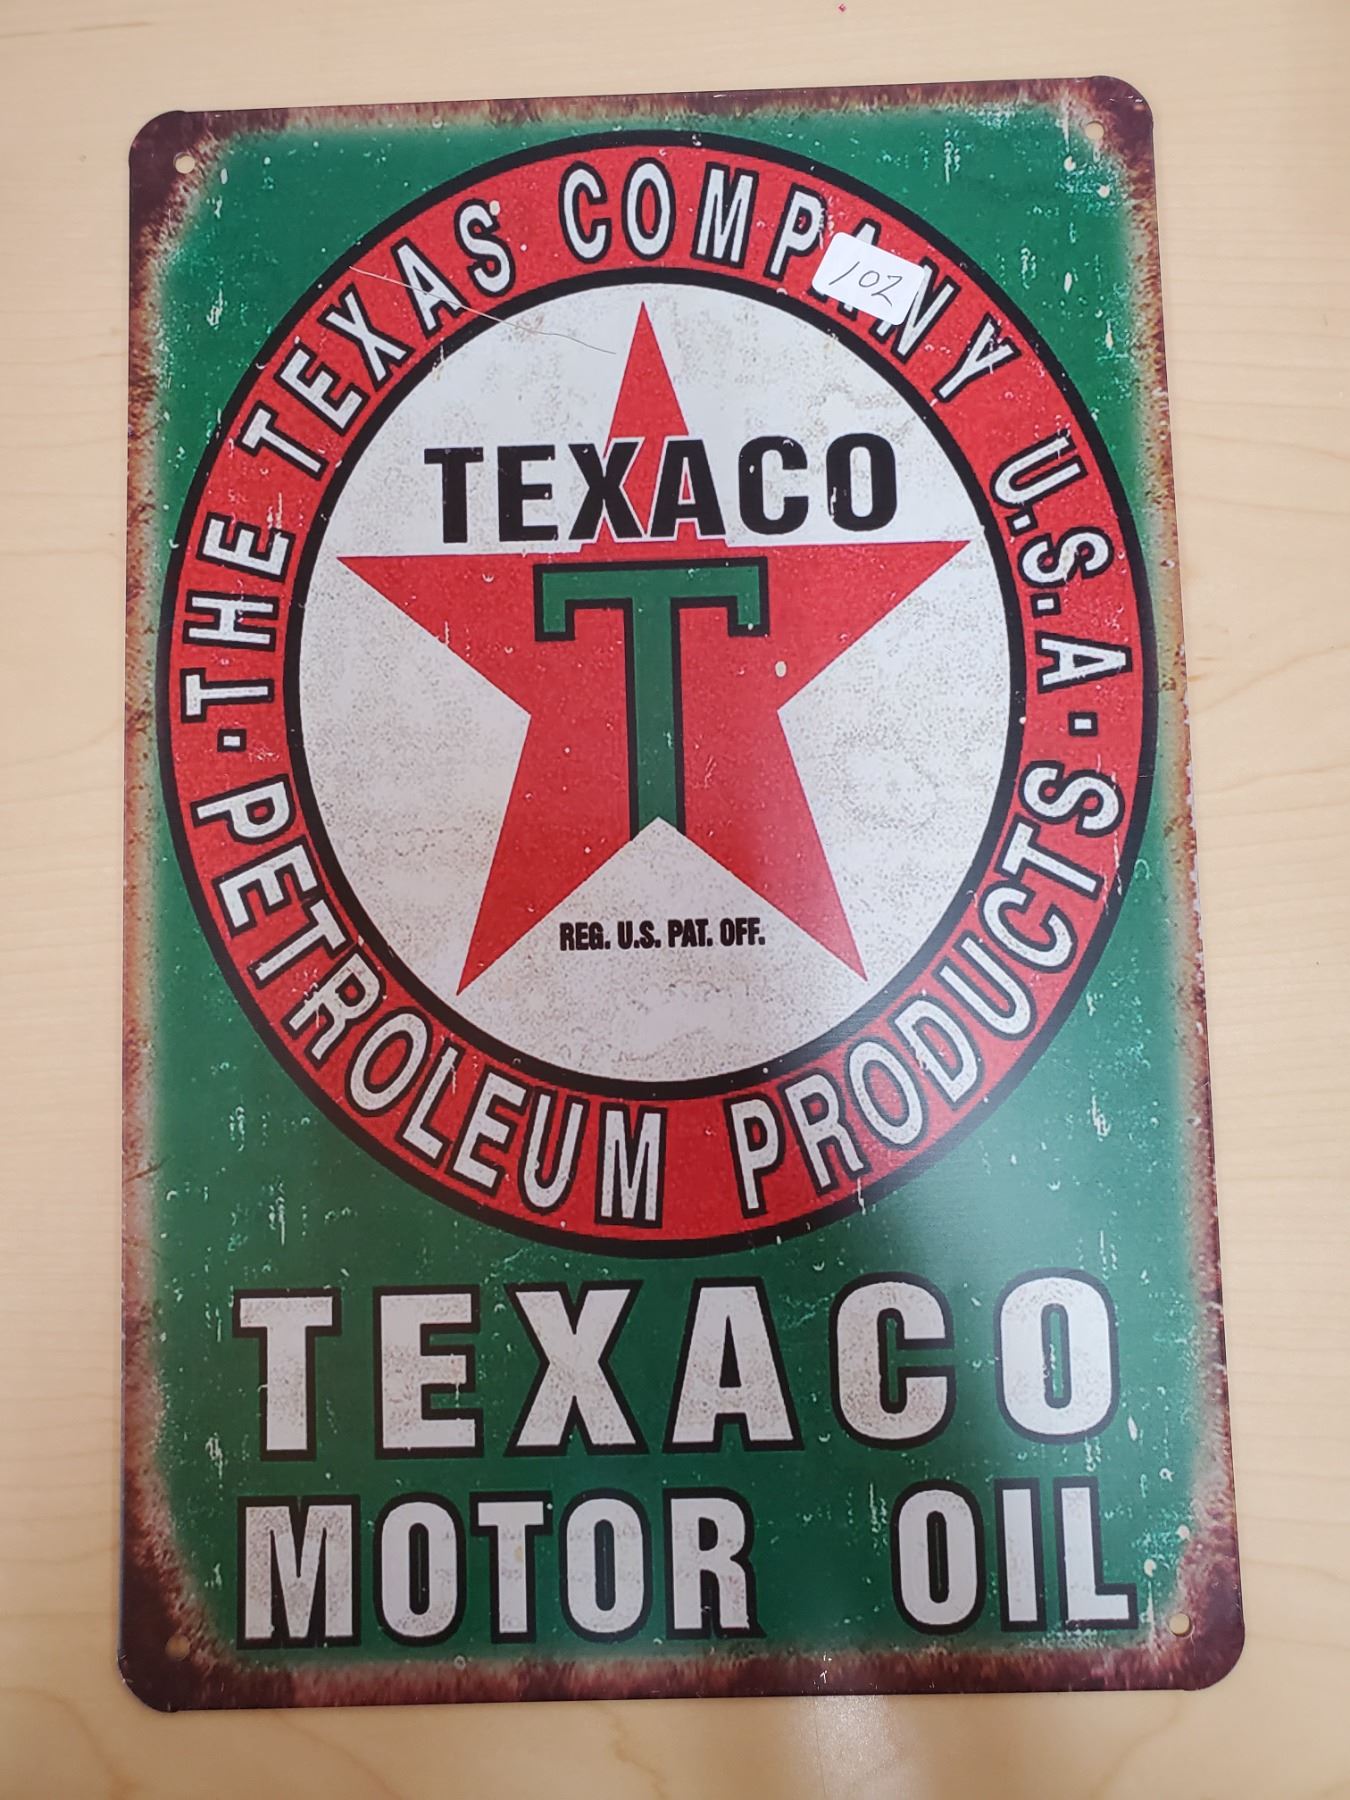 THE TEXAS COMPANY U.S.A.
102
TEXACO
T
REG. U.S. PAT. OFF.
· PETROLEUM PRODUCTS ·
TEXACO
MOTOR OIL